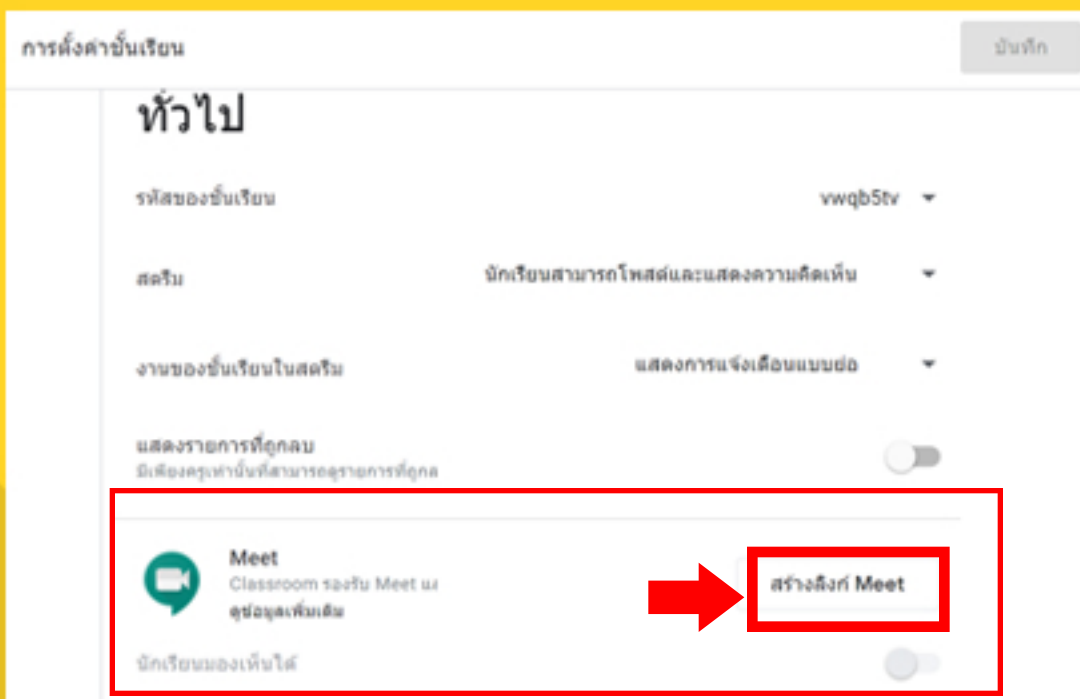 การตั้งค่าชั้นเรียน
บันทึก
ทั่วไป
รหัสของชั้นเรียน
vwqb5tv
สตรีม
นักเรียนสามารถโพสต์และแสดงความคิดเห็น
งานของชั้นเรียนในสตรีม
แสดงการแจ้งเตือนแบบย่อ
แสดงรายการที่ถูกลบ
มีเพียงครูเท่านั้นที่สามารถดูรายการที่ถูกล
Meet
Classroom รองรับ Meet แล
สร้างลิงก์ Meet
ดูข้อมูลเพิ่มเติม
นักเรียนมองเห็นได้